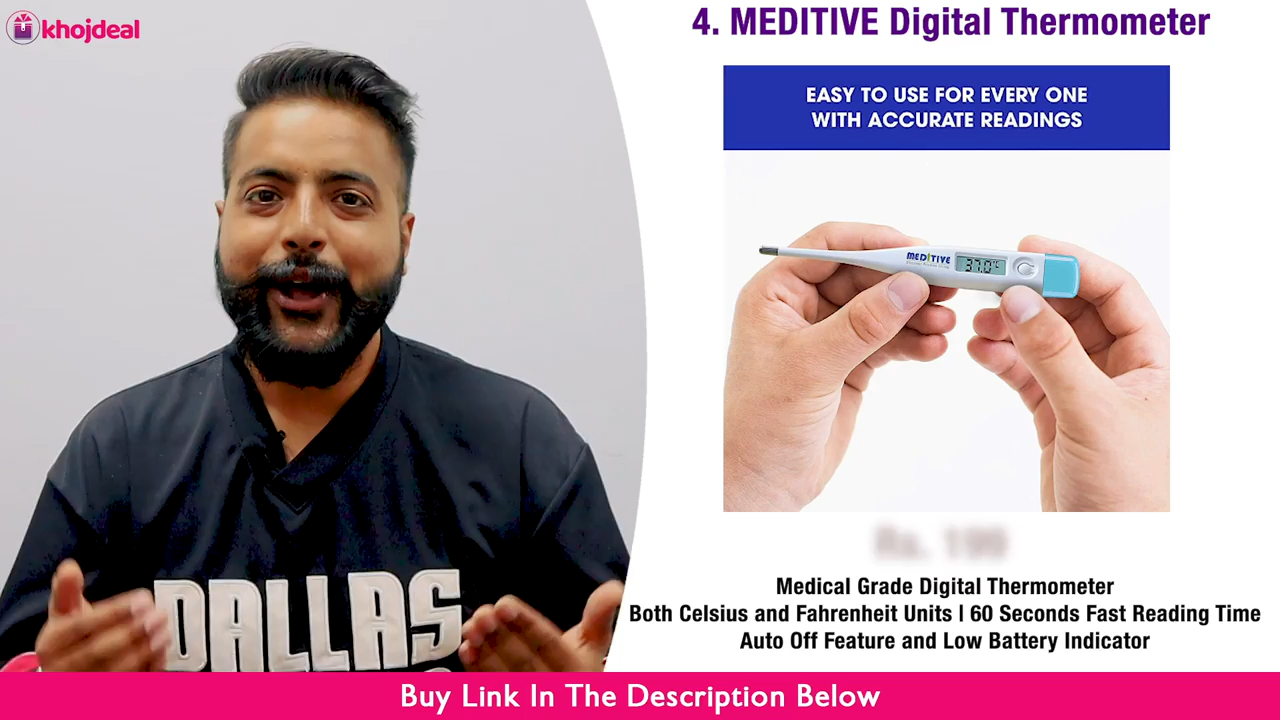 khojdeal
4. MEDITIVE Digital Thermometer
EASY TO USE FOR EVERY ONE
WITH ACCURATE READINGS
MEDITIVE
37.0°C
Rs. 199
Medical Grade Digital Thermometer
Both Celsius and Fahrenheit Units | 60 Seconds Fast Reading Time
Auto Off Feature and Low Battery Indicator
DALLAS
Buy Link In The Description Below